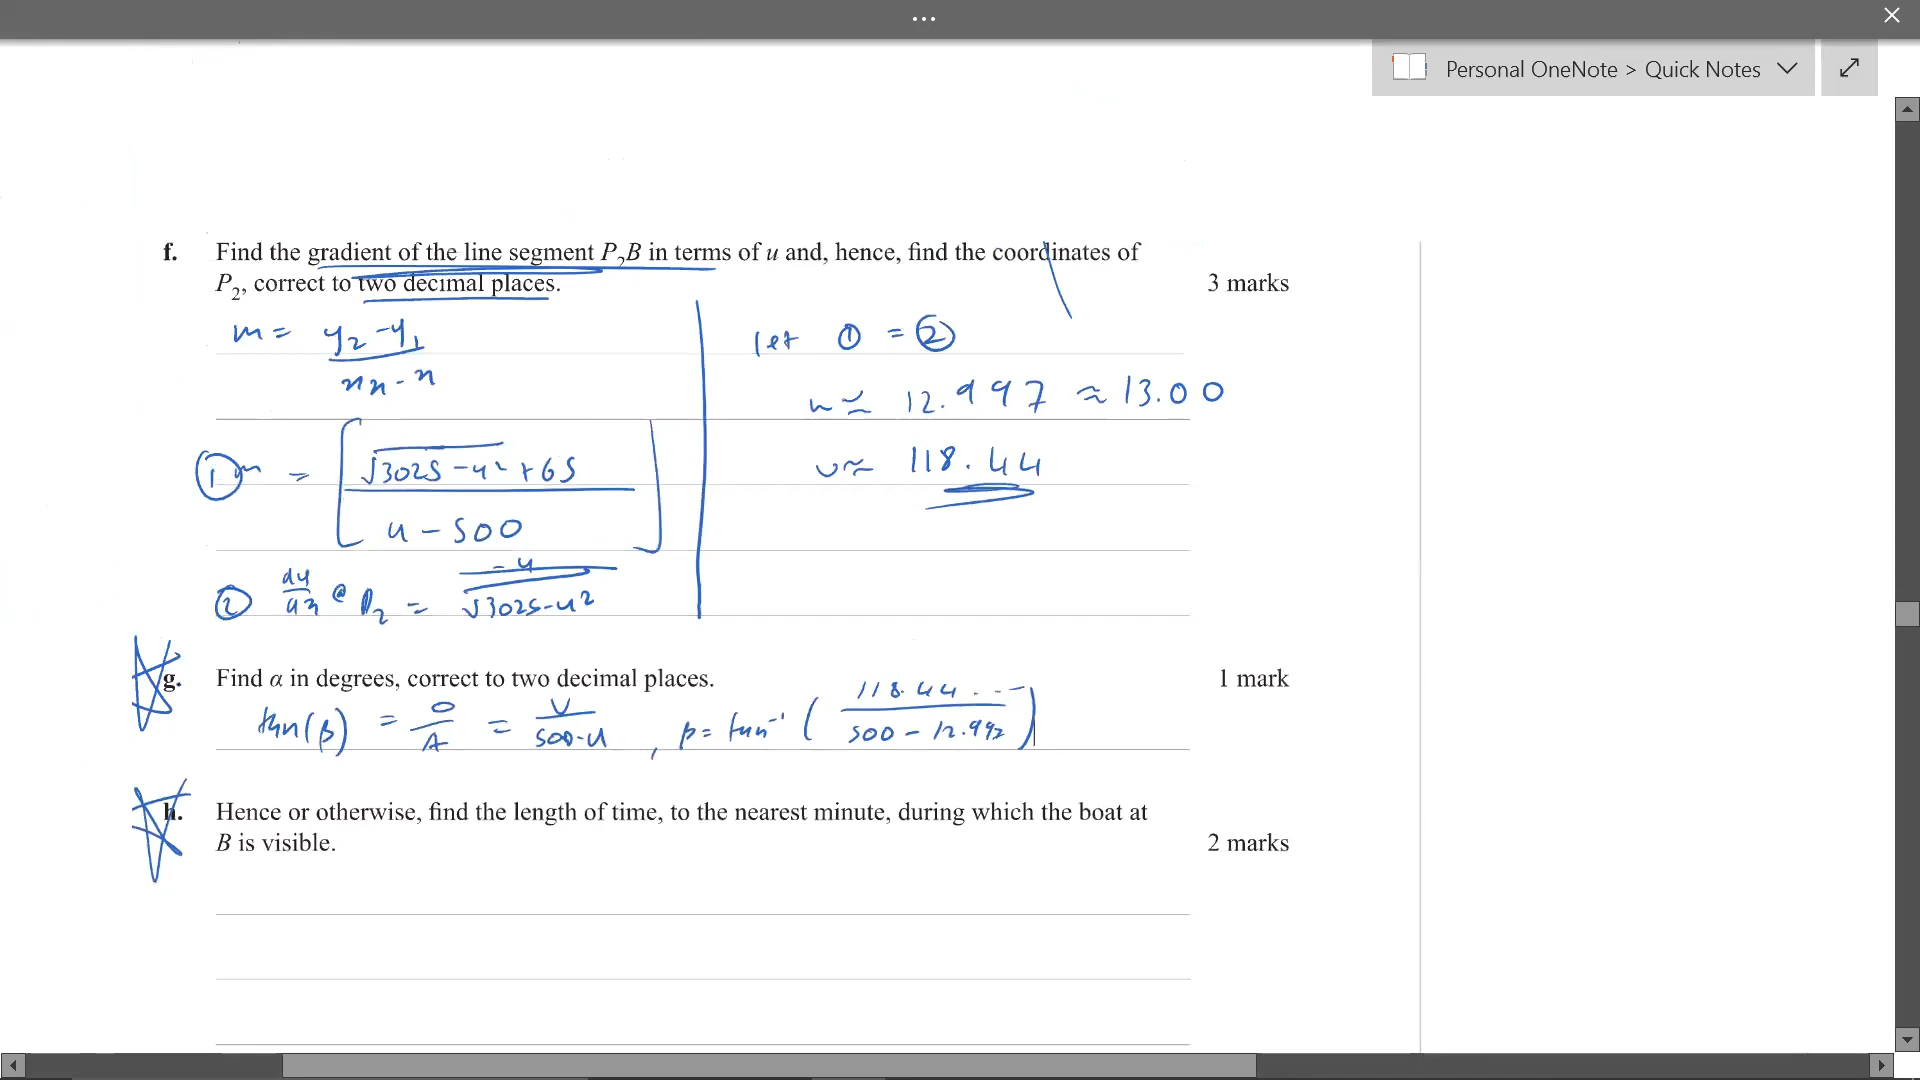 ...
Personal OneNote > Quick Notes
f. Find the gradient of the line segment P₂B in terms of u and, hence, find the coordinates of
P₂, correct to two decimal places. 3 marks
m = (y₂ - y₁)/(xx - x)
① m = [(√3025 - u² + 65)/(u - 500)]
② dy/dx @ P₂ = -u/√3025-u²
let ① = ②
u ≃ 12.997 ≈ 13.00
v ≈ 118.44
g. Find α in degrees, correct to two decimal places. 1 mark
tan(β) = O/A = V/(500-u) , β = tan⁻¹(118.44.../(500 - 12.992))
h. Hence or otherwise, find the length of time, to the nearest minute, during which the boat at
B is visible. 2 marks